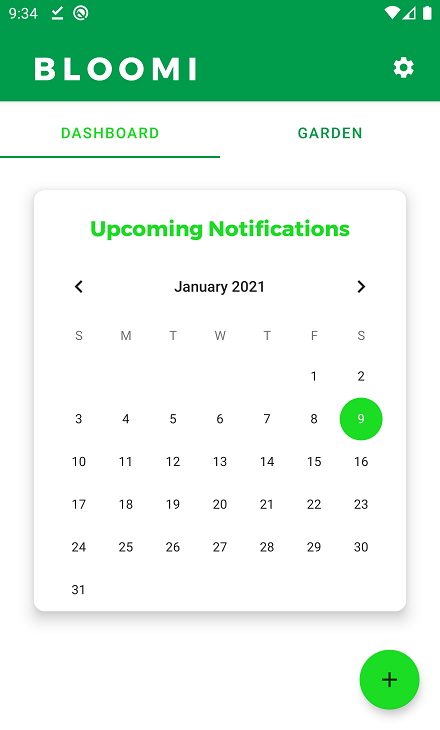 9:34
BLOOMI
DASHBOARD GARDEN
Upcoming Notifications
January 2021
S M T W T F S
1 2
3 4 5 6 7 8 9
10 11 12 13 14 15 16
17 18 19 20 21 22 23
24 25 26 27 28 29 30
31
+